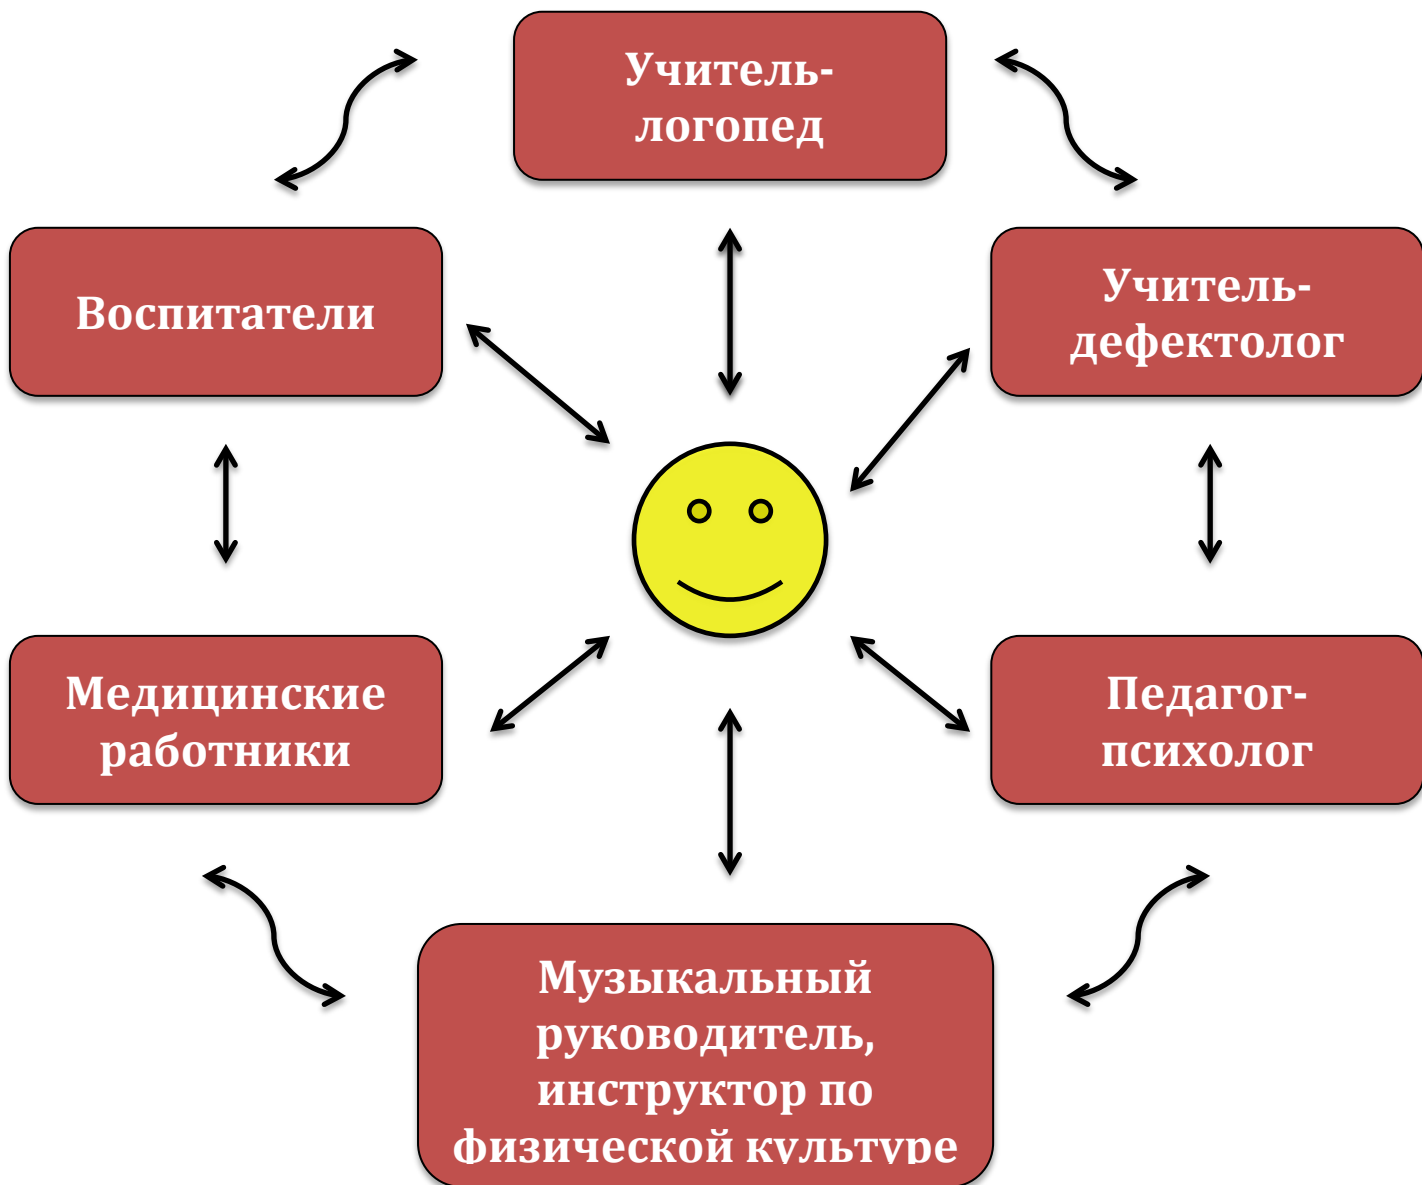 Учитель-
логопед
Воспитатели
Учитель-
дефектолог
Медицинские
работники
Педагог-
психолог
Музыкальный
руководитель,
инструктор по
физической культуре